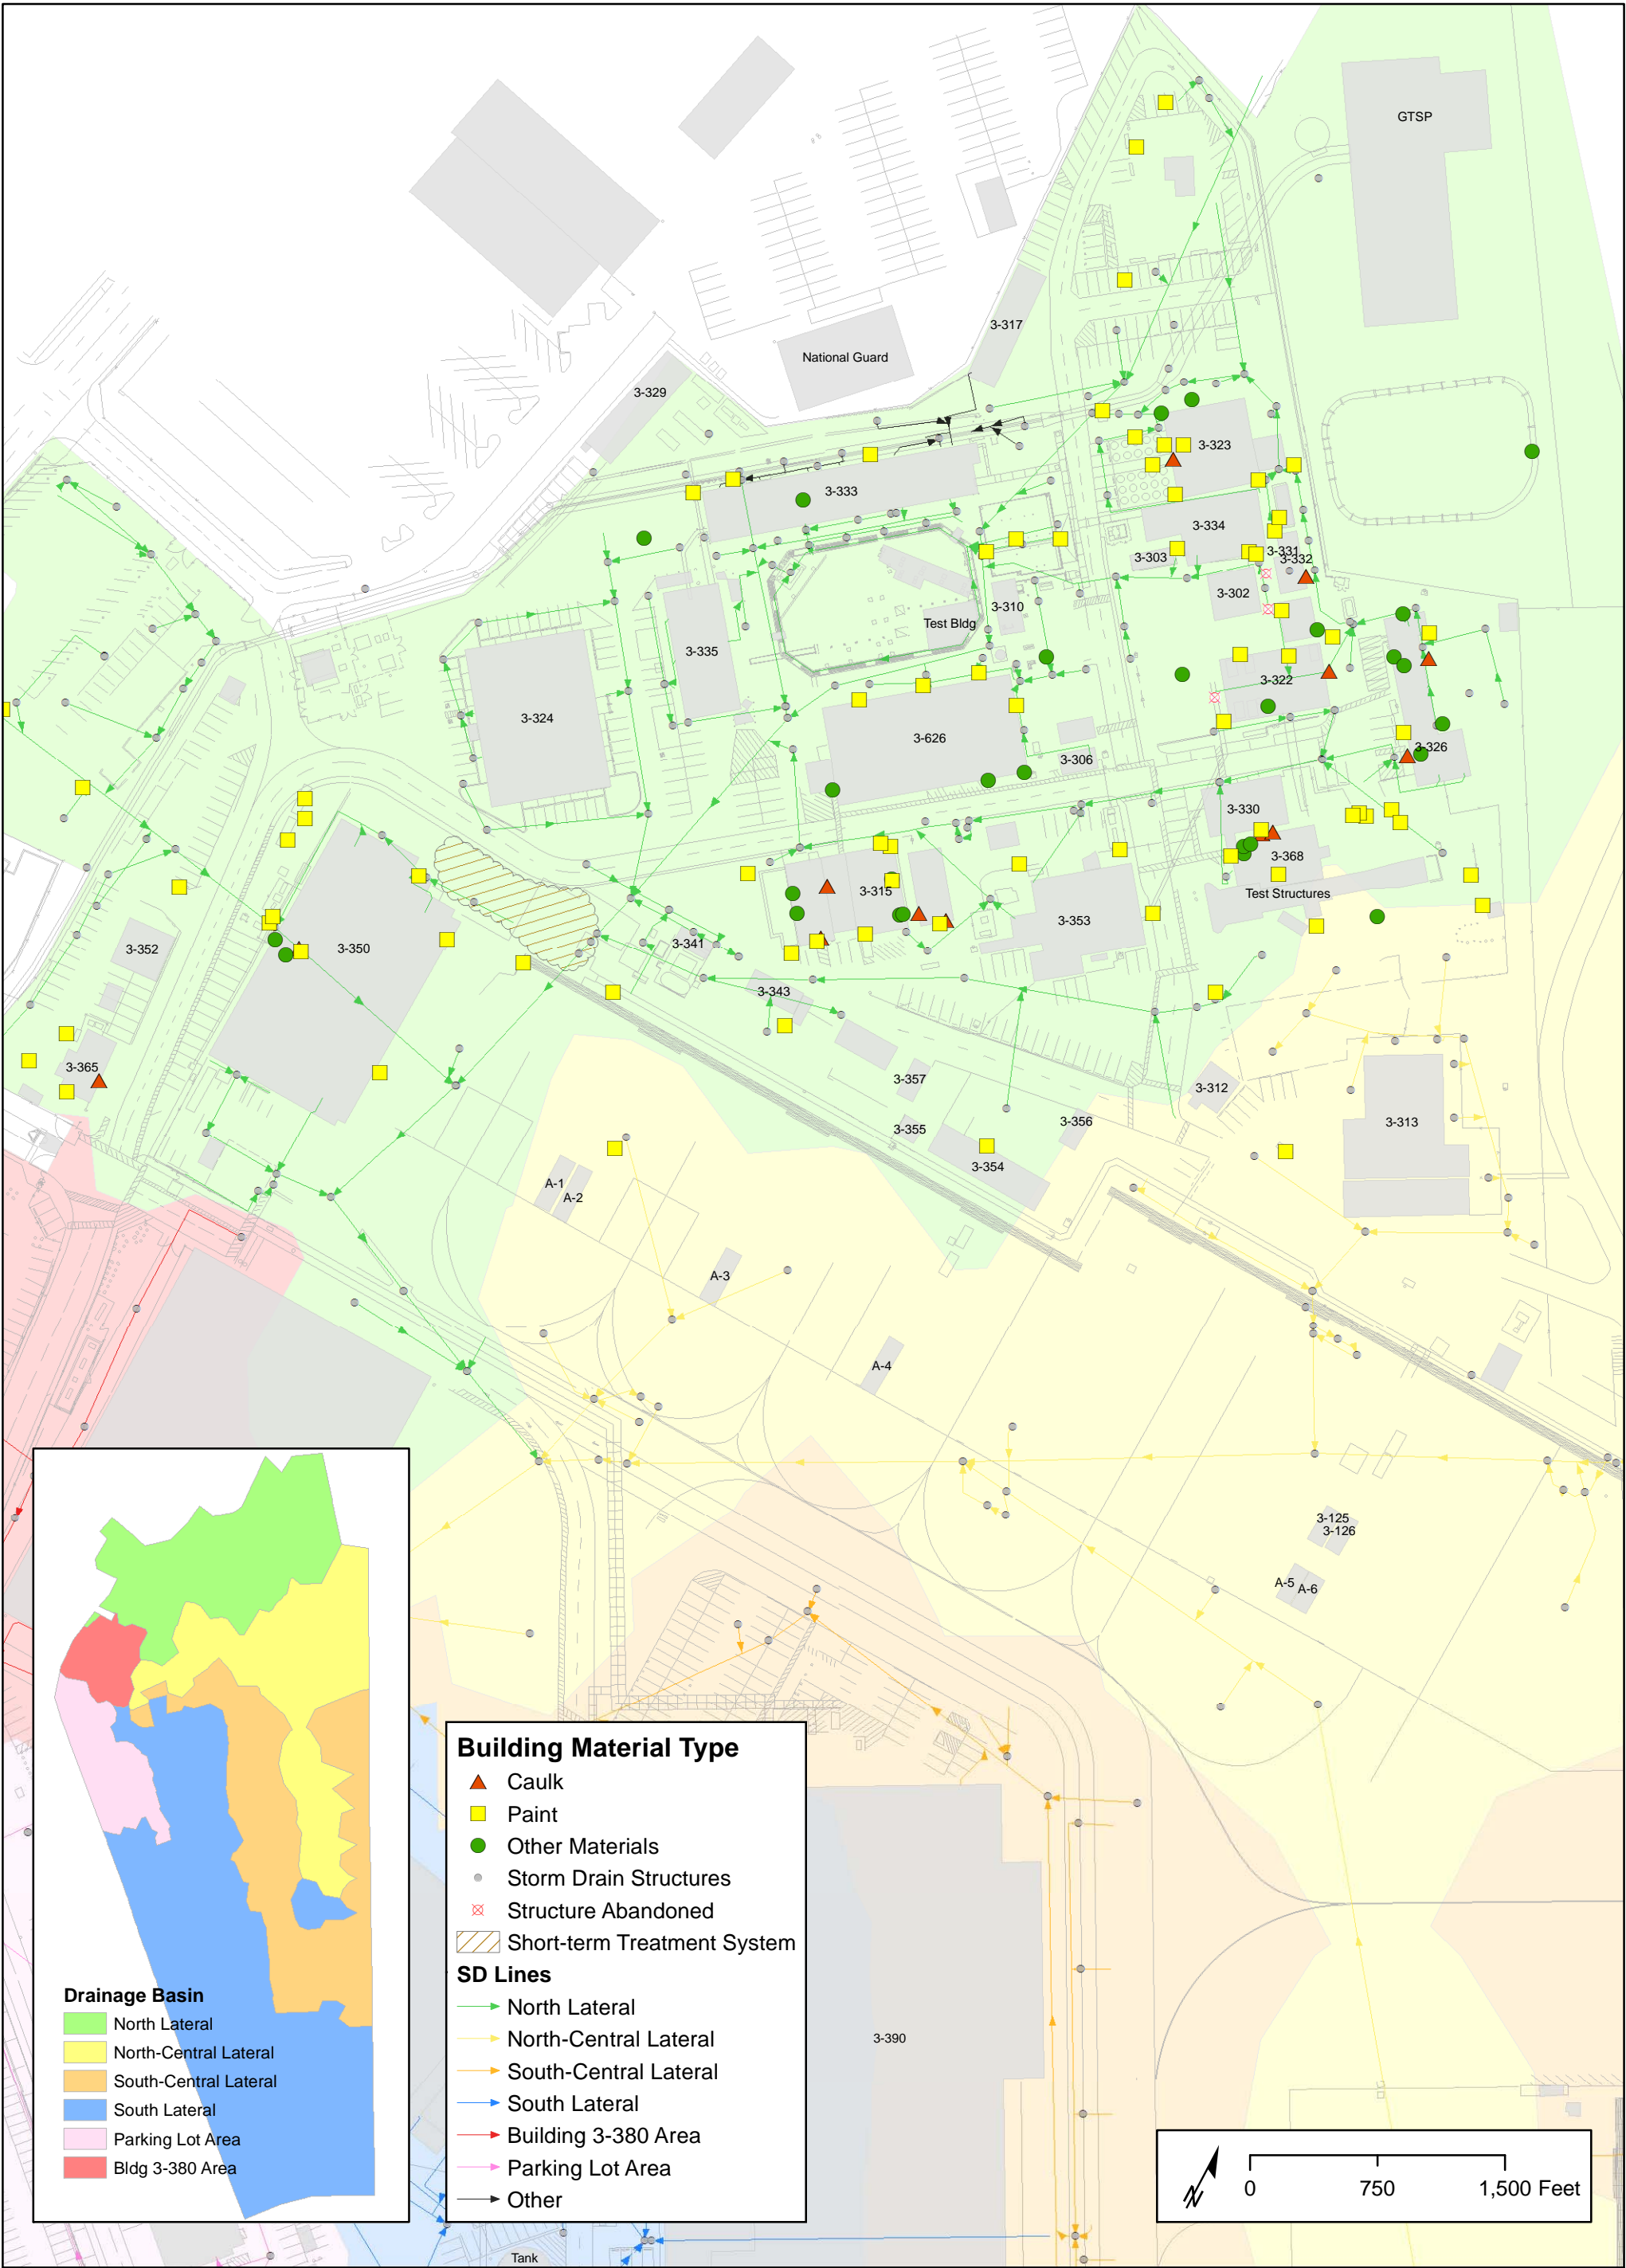 GTSP
3-317
National Guard
3-329
3-323
3-333
3-334
3-331
3-303
3-332
3-302
3-310
Test Bldg
3-335
3-322
3-324
3-626
3-326
3-306
3-330
3-368
3-315
Test Structures
3-353
3-341
3-352
3-350
3-343
3-365
3-357
3-312
3-356
3-313
3-355
3-354
A-1
A-2
A-3
A-4
3-125
3-126
A-5
A-6
Building Material Type
Caulk
Paint
Other Materials
Storm Drain Structures
Structure Abandoned
Short-term Treatment System
SD Lines
North Lateral
North-Central Lateral
South-Central Lateral
South Lateral
Building 3-380 Area
Parking Lot Area
Other
Drainage Basin
North Lateral
North-Central Lateral
South-Central Lateral
South Lateral
Parking Lot Area
Bldg 3-380 Area
3-390
N
0 750 1,500 Feet
Tank